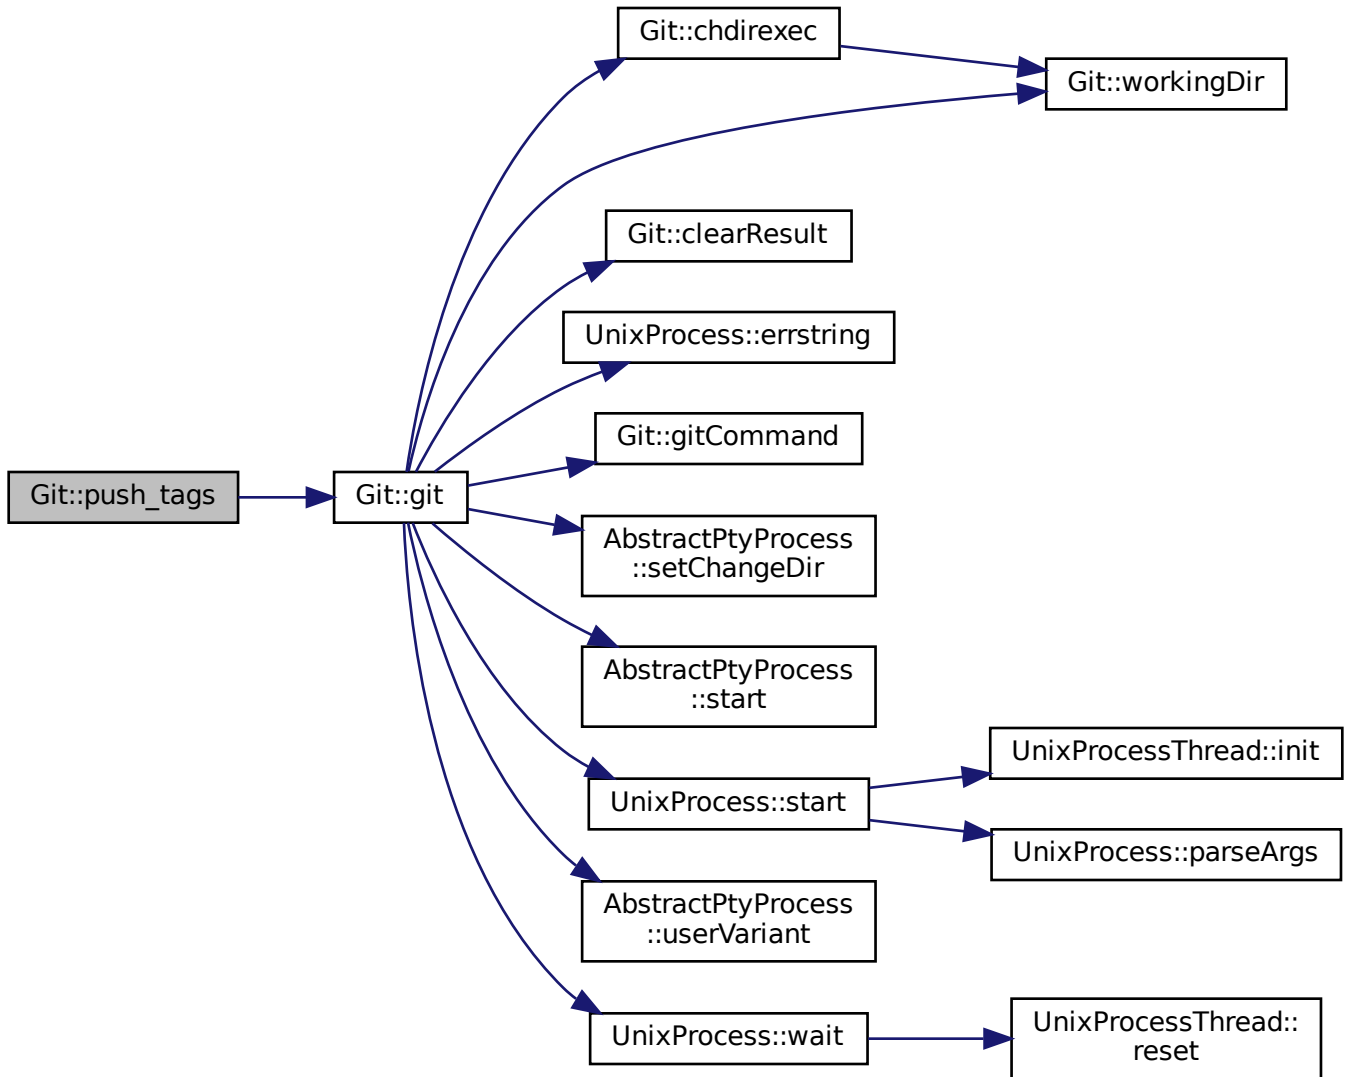 Git::chdirexec
Git::workingDir
Git::clearResult
UnixProcess::errstring
Git::gitCommand
Git::push_tags
Git::git
AbstractPtyProcess
::setChangeDir
AbstractPtyProcess
::start
UnixProcessThread::init
UnixProcess::start
UnixProcess::parseArgs
AbstractPtyProcess
::userVariant
UnixProcess::wait
UnixProcessThread::
reset